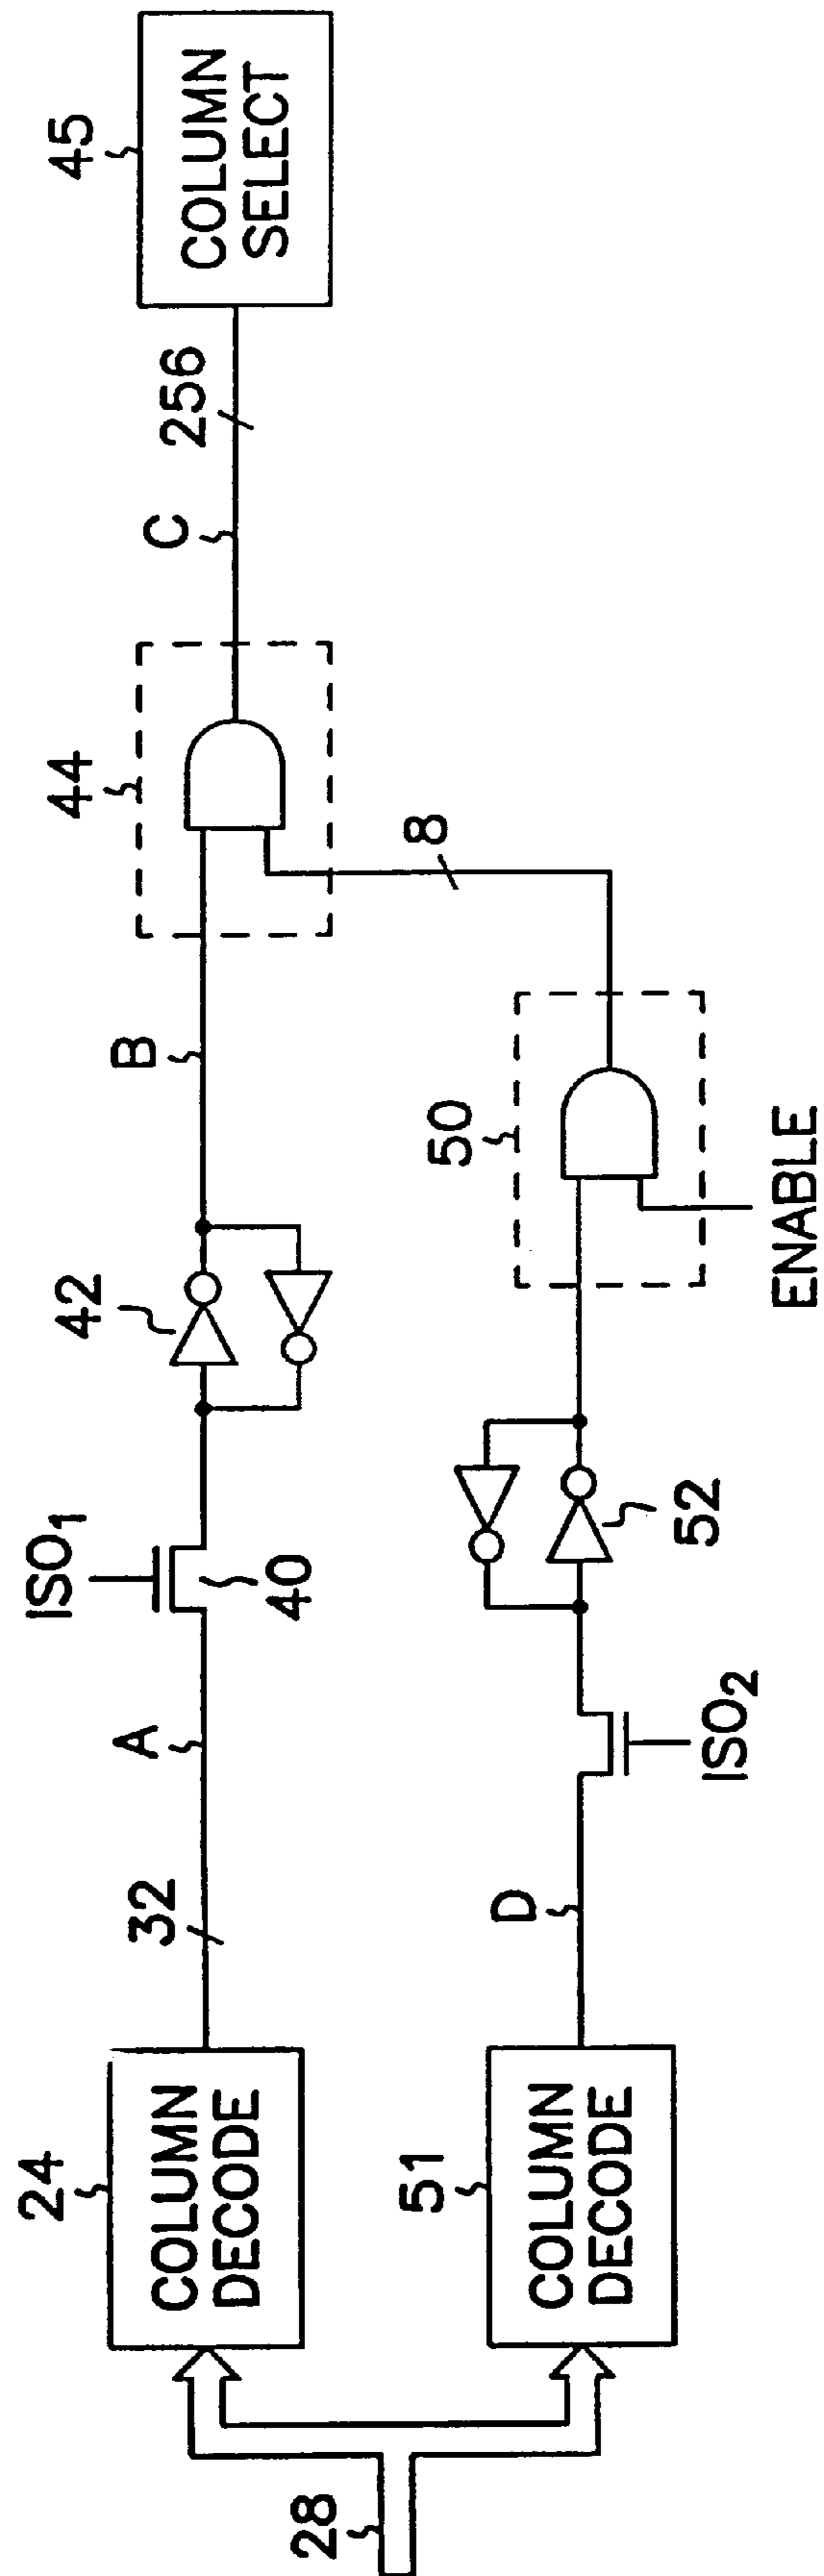 28
24
COLUMN
DECODE
32
A
ISO1
40
42
B
44
C
256
45
COLUMN
SELECT
51
COLUMN
DECODE
D
ISO2
52
50
ENABLE
8